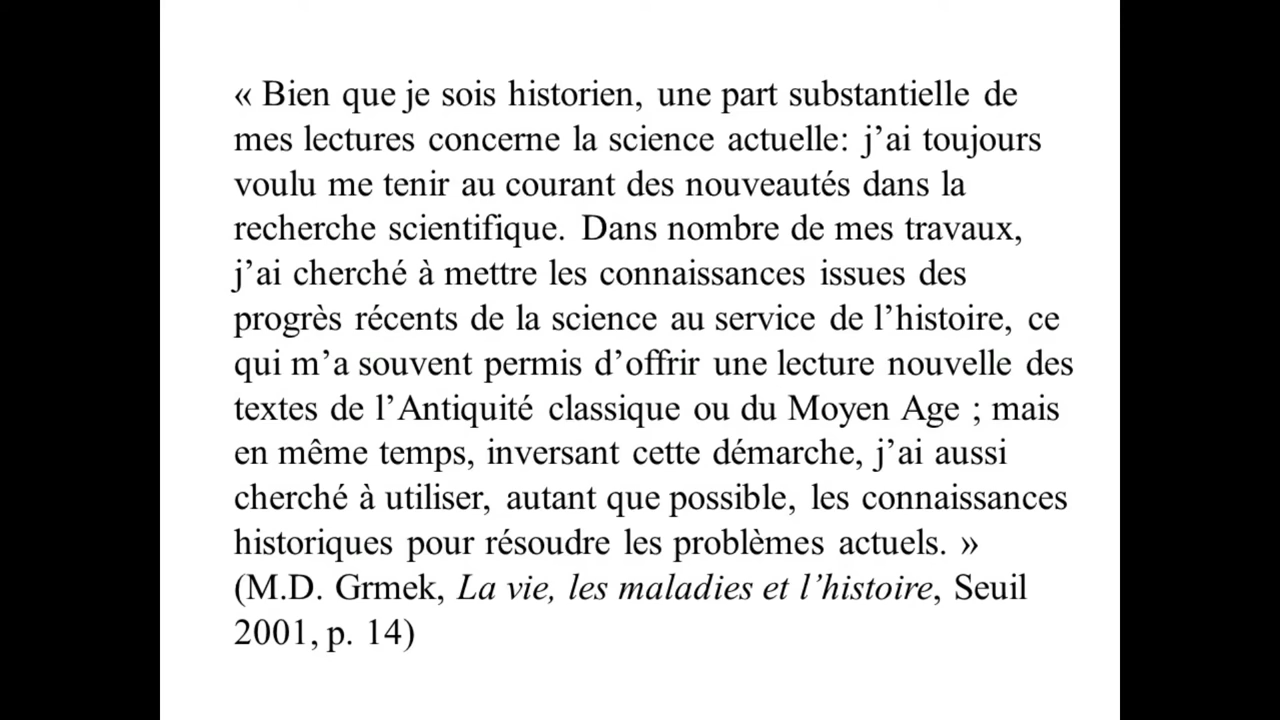 « Bien que je sois historien, une part substantielle de
mes lectures concerne la science actuelle: j’ai toujours
voulu me tenir au courant des nouveautés dans la
recherche scientifique. Dans nombre de mes travaux,
j’ai cherché à mettre les connaissances issues des
progrès récents de la science au service de l’histoire, ce
qui m’a souvent permis d’offrir une lecture nouvelle des
textes de l’Antiquité classique ou du Moyen Age ; mais
en même temps, inversant cette démarche, j’ai aussi
cherché à utiliser, autant que possible, les connaissances
historiques pour résoudre les problèmes actuels. »
(M.D. Grmek, La vie, les maladies et l’histoire, Seuil
2001, p. 14)